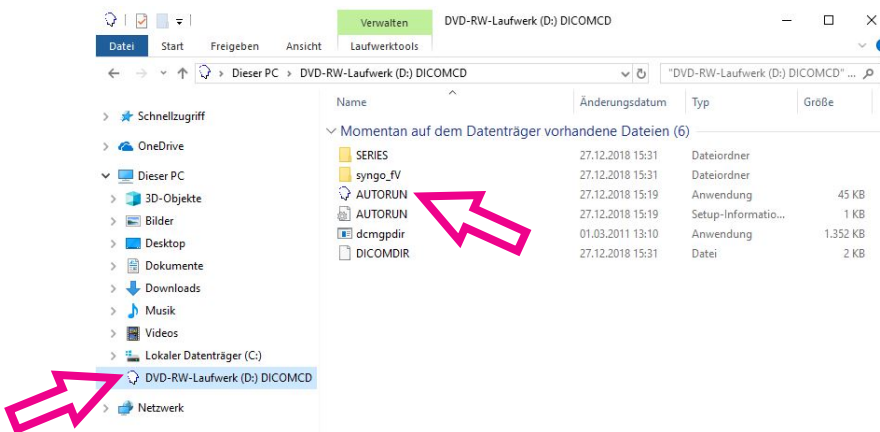 Verwalten DVD-RW-Laufwerk (D:) DICOMCD
Datei Start Freigeben Ansicht Laufwerktools
Dieser PC > DVD-RW-Laufwerk (D:) DICOMCD "DVD-RW-Laufwerk (D:) DICOMCD" ...
Name Änderungsdatum Typ Größe
Schnellzugriff
OneDrive
Dieser PC
3D-Objekte
Bilder
Desktop
Dokumente
Downloads
Musik
Videos
Lokaler Datenträger (C:)
DVD-RW-Laufwerk (D:) DICOMCD
Netzwerk
Momentan auf dem Datenträger vorhandene Dateien (6)
SERIES 27.12.2018 15:31 Dateiordner
syngo_fV 27.12.2018 15:31 Dateiordner
AUTORUN 27.12.2018 15:19 Anwendung 45 KB
AUTORUN 27.12.2018 15:19 Setup-Informatio... 1 KB
dcmgpdir 01.03.2011 13:10 Anwendung 1.352 KB
DICOMDIR 27.12.2018 15:31 Datei 2 KB